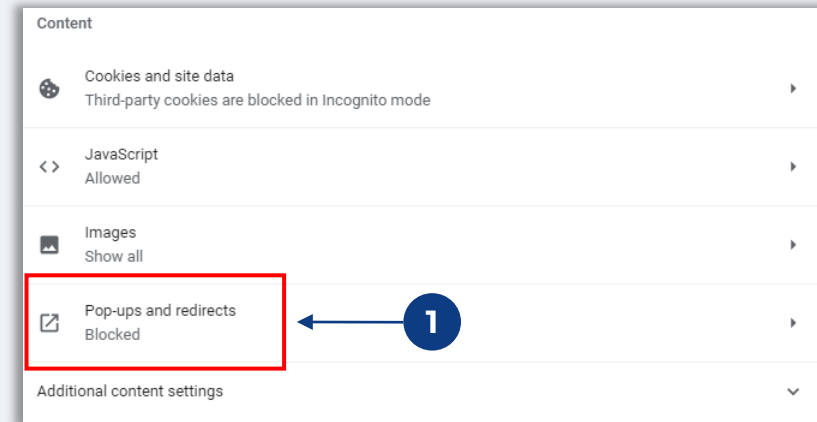 Content
Cookies and site data
Third-party cookies are blocked in Incognito mode
JavaScript
Allowed
Images
Show all
Pop-ups and redirects
Blocked
1
Additional content settings